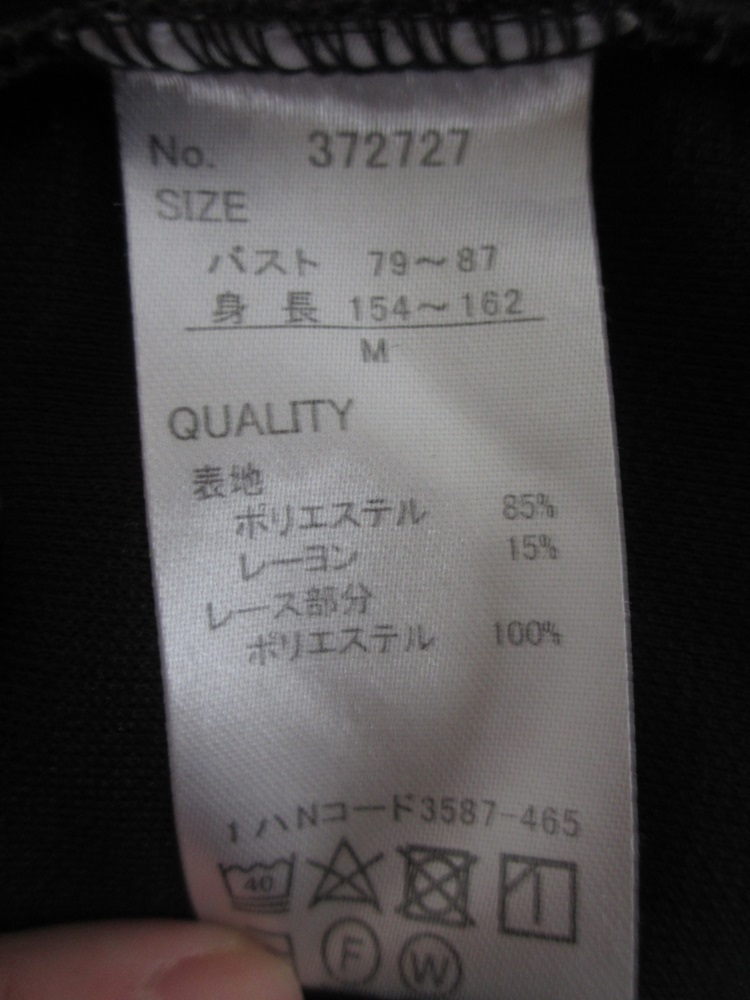 No. 372727
SIZE
バスト 79～87
身長 154～162
M
QUALITY
表地
ポリエステル 85%
レーヨン 15%
レース部分
ポリエステル 100%
1ハNコード3587-465
40
F W